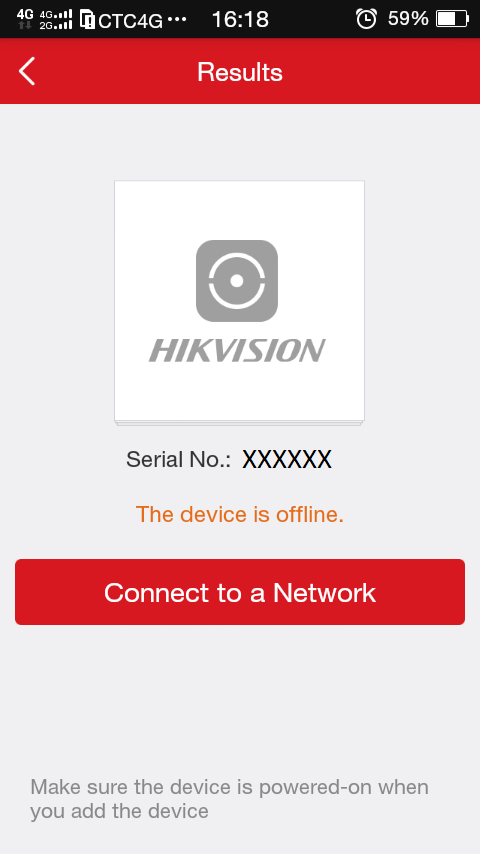 4G 4G 2G CTC4G ••• 16:18 59%
Results
HIKVISION
Serial No.: XXXXXX
The device is offline.
Connect to a Network
Make sure the device is powered-on when
you add the device